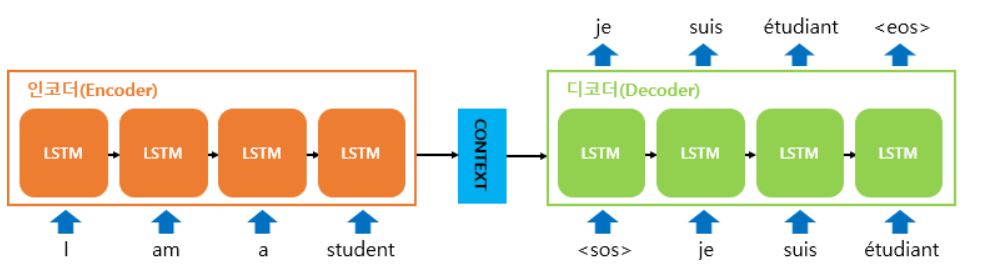 je suis étudiant <eos>
인코더(Encoder)
디코더(Decoder)
LSTM LSTM LSTM LSTM
CONTEXT
LSTM LSTM LSTM LSTM
I am a student
<sos> je suis étudiant